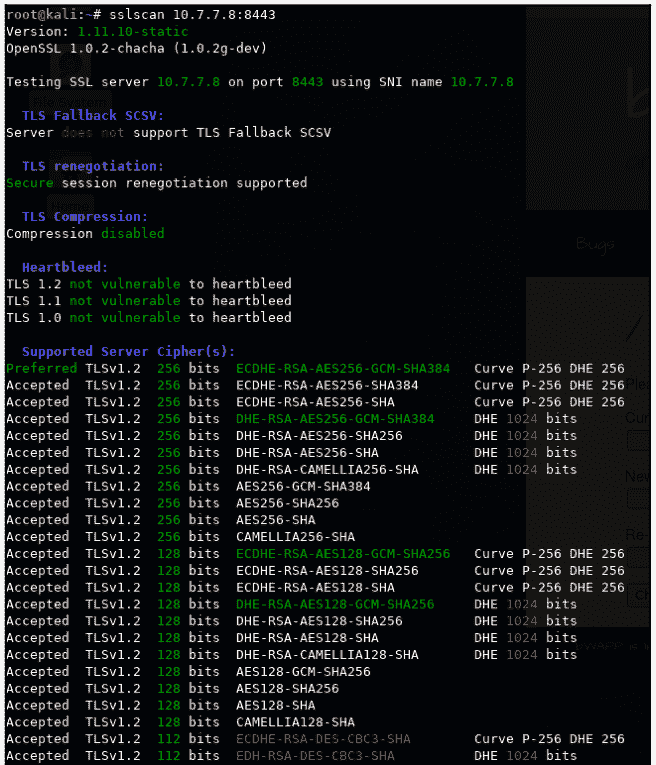 root@kali:~# sslscan 10.7.7.8:8443
Version: 1.11.10-static
OpenSSL 1.0.2-chacha (1.0.2g-dev)
Testing SSL server 10.7.7.8 on port 8443 using SNI name 10.7.7.8
TLS Fallback SCSV:
Server does not support TLS Fallback SCSV
TLS renegotiation:
Secure session renegotiation supported
TLS Compression:
Compression disabled
Heartbleed:
TLS 1.2 not vulnerable to heartbleed
TLS 1.1 not vulnerable to heartbleed
TLS 1.0 not vulnerable to heartbleed
Supported Server Cipher(s):
Preferred TLSv1.2 256 bits ECDHE-RSA-AES256-GCM-SHA384 Curve P-256 DHE 256
Accepted TLSv1.2 256 bits ECDHE-RSA-AES256-SHA384 Curve P-256 DHE 256
Accepted TLSv1.2 256 bits ECDHE-RSA-AES256-SHA Curve P-256 DHE 256
Accepted TLSv1.2 256 bits DHE-RSA-AES256-GCM-SHA384 DHE 1024 bits
Accepted TLSv1.2 256 bits DHE-RSA-AES256-SHA256 DHE 1024 bits
Accepted TLSv1.2 256 bits DHE-RSA-AES256-SHA DHE 1024 bits
Accepted TLSv1.2 256 bits DHE-RSA-CAMELLIA256-SHA DHE 1024 bits
Accepted TLSv1.2 256 bits AES256-GCM-SHA384
Accepted TLSv1.2 256 bits AES256-SHA256
Accepted TLSv1.2 256 bits AES256-SHA
Accepted TLSv1.2 256 bits CAMELLIA256-SHA
Accepted TLSv1.2 128 bits ECDHE-RSA-AES128-GCM-SHA256 Curve P-256 DHE 256
Accepted TLSv1.2 128 bits ECDHE-RSA-AES128-SHA256 Curve P-256 DHE 256
Accepted TLSv1.2 128 bits ECDHE-RSA-AES128-SHA Curve P-256 DHE 256
Accepted TLSv1.2 128 bits DHE-RSA-AES128-GCM-SHA256 DHE 1024 bits
Accepted TLSv1.2 128 bits DHE-RSA-AES128-SHA256 DHE 1024 bits
Accepted TLSv1.2 128 bits DHE-RSA-AES128-SHA DHE 1024 bits
Accepted TLSv1.2 128 bits DHE-RSA-CAMELLIA128-SHA DHE 1024 bits
Accepted TLSv1.2 128 bits AES128-GCM-SHA256
Accepted TLSv1.2 128 bits AES128-SHA256
Accepted TLSv1.2 128 bits AES128-SHA
Accepted TLSv1.2 128 bits CAMELLIA128-SHA
Accepted TLSv1.2 112 bits ECDHE-RSA-DES-CBC3-SHA Curve P-256 DHE 256
Accepted TLSv1.2 112 bits EDH-RSA-DES-CBC3-SHA DHE 1024 bits
Bugs